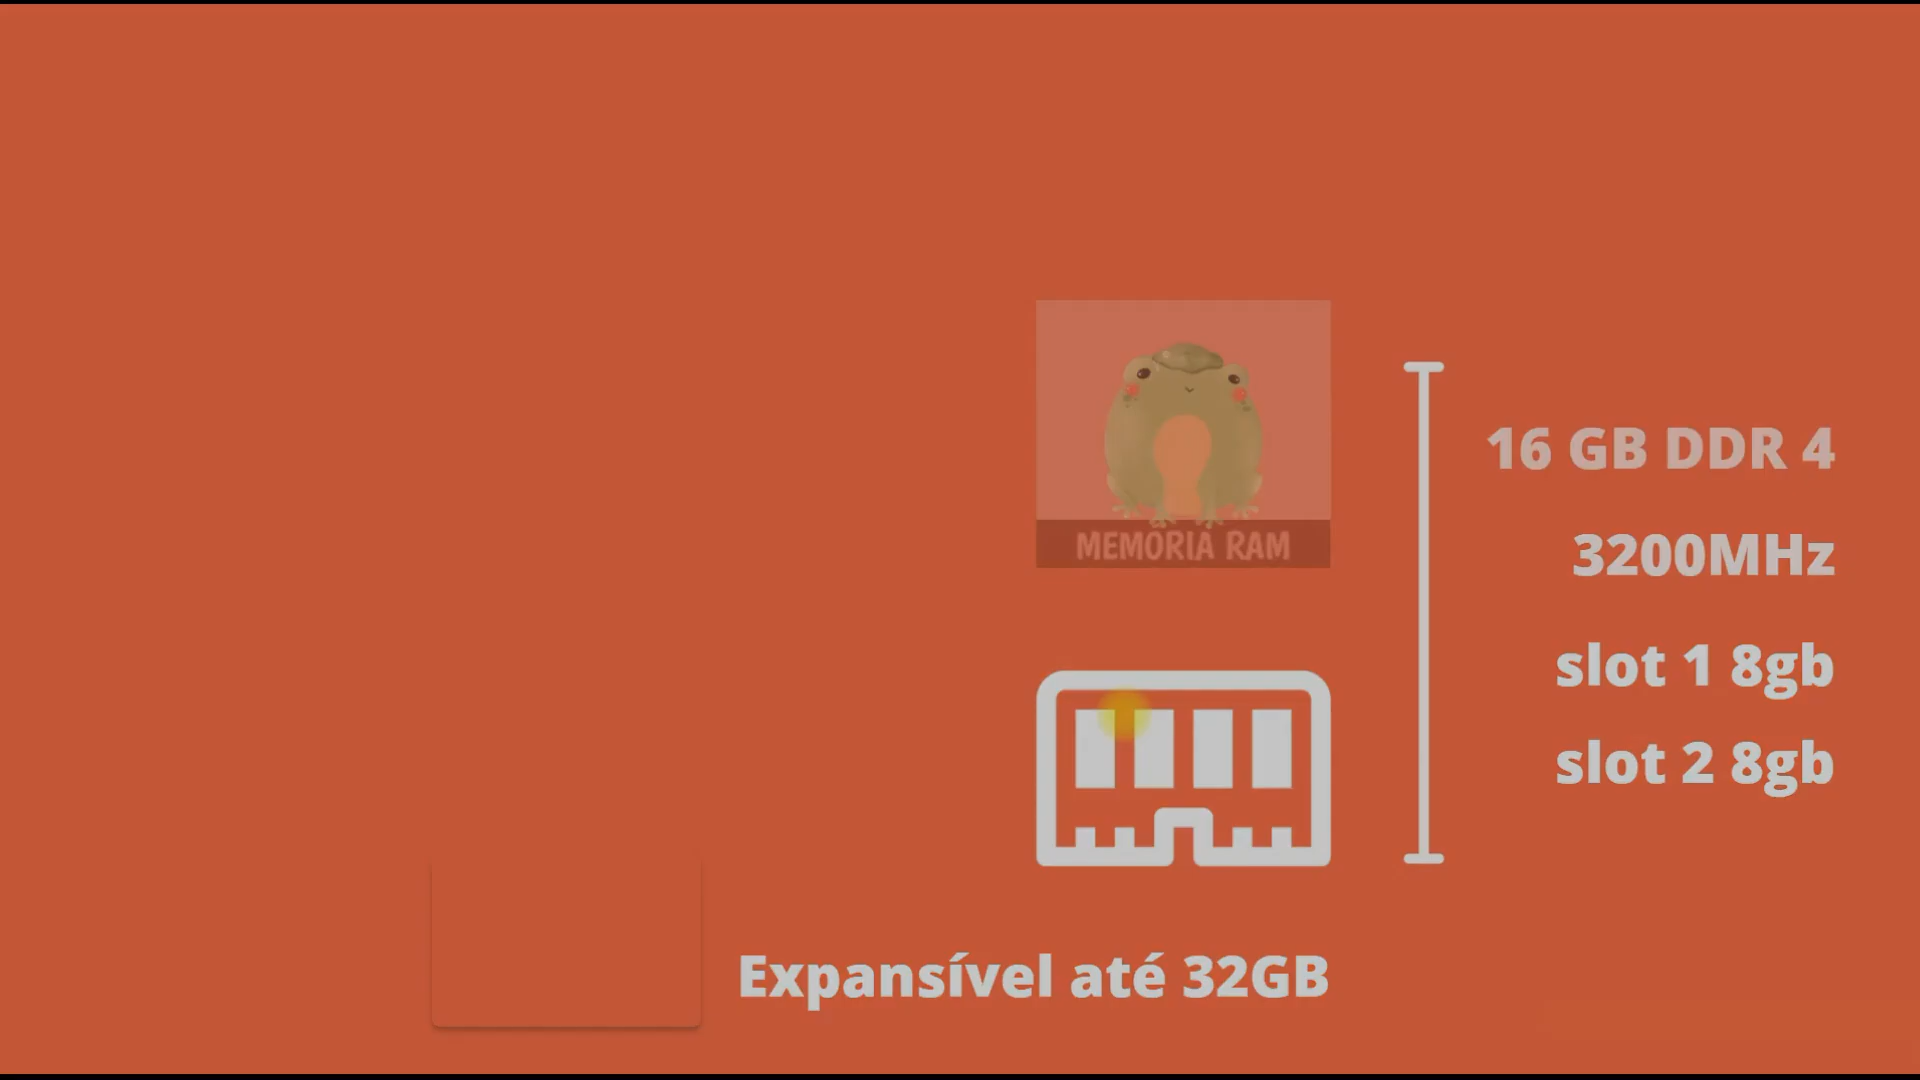 MEMÓRIA RAM
16 GB DDR 4
3200MHz
slot 1 8gb
slot 2 8gb
Expansível até 32GB